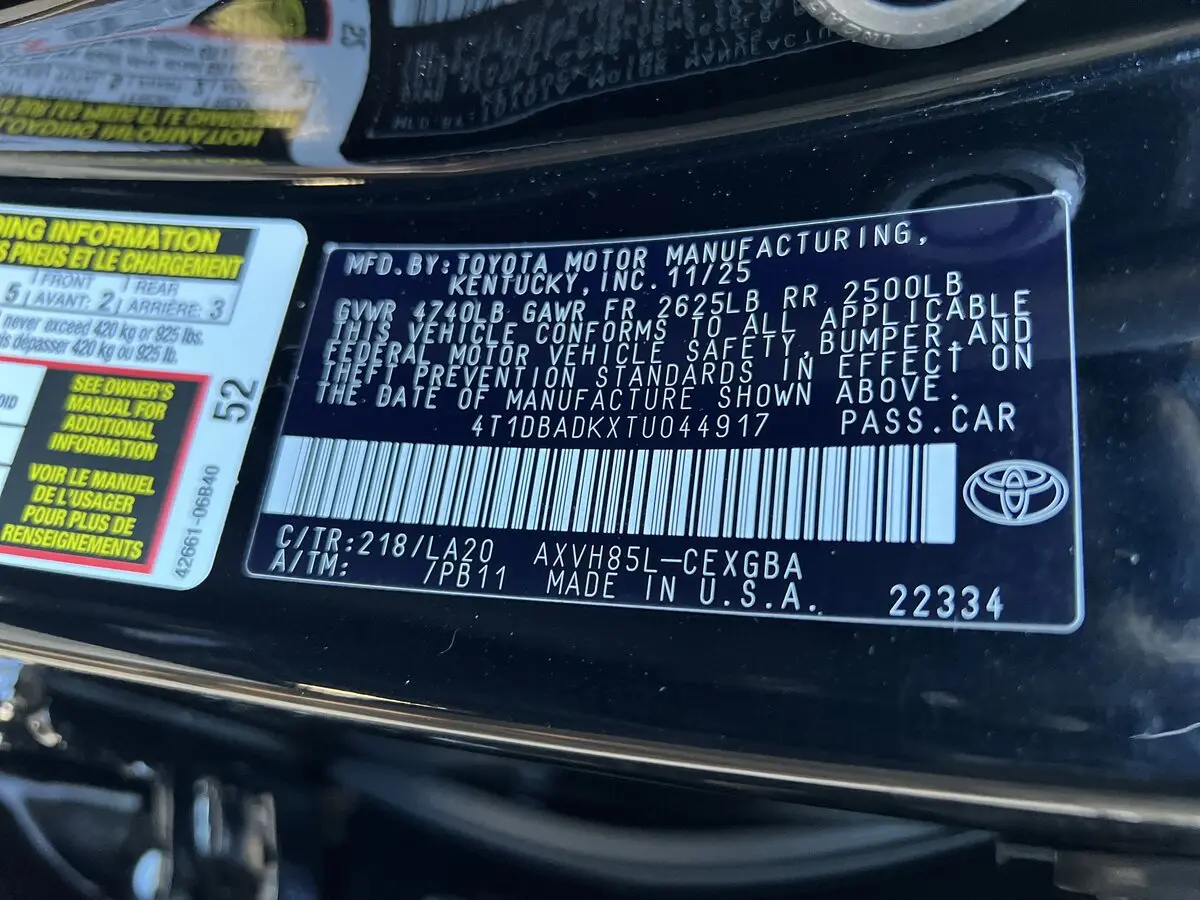 DING INFORMATION
S PNEUS ET LE CHARGEMENT
FRONT REAR
5 AVANT: 2 ARRIÈRE: 3
never exceed 420 kg or 925 lbs.
dépasser 420 kg ou 925 lb.
SEE OWNER'S
MANUAL FOR
ADDITIONAL
INFORMATION
VOIR LE MANUEL
DE L'USAGER
POUR PLUS DE
RENSEIGNEMENTS
52
42661-06B40
MFD.BY:TOYOTA MOTOR MANUFACTURING,
KENTUCKY, INC. 11/25
GVWR 4740LB GAWR FR 2625LB RR 2500LB
THIS VEHICLE CONFORMS TO ALL APPLICABLE
FEDERAL MOTOR VEHICLE SAFETY,BUMPER,AND
THEFT PREVENTION STANDARDS IN EFFECT ON
THE DATE OF MANUFACTURE SHOWN ABOVE.
4T1DBADKXTU044917 PASS.CAR
C/TR:218/LA20 AXVH85L-CEXGBA
A/TM: /PB11 MADE IN U.S.A. 22334